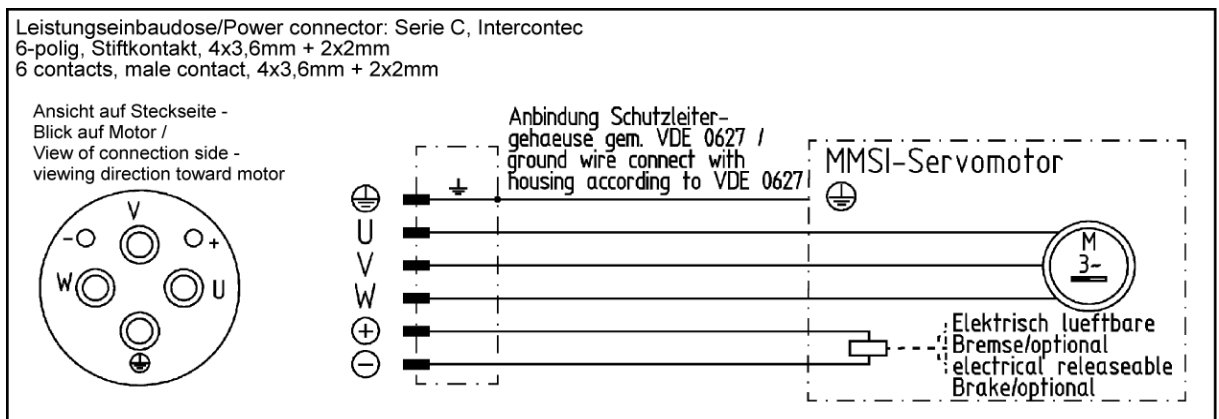 Leistungseinbaudose/Power connector: Serie C, Intercontec
6-polig, Stiftkontakt, 4x3,6mm + 2x2mm
6 contacts, male contact, 4x3,6mm + 2x2mm
Ansicht auf Steckseite -
Blick auf Motor /
View of connection side -
viewing direction toward motor
V
- +
W U
Anbindung Schutzleiter-
gehaeuse gem. VDE 0627 /
ground wire connect with
housing according to VDE 0627
U
V
W
+
-
MMSI-Servomotor
M
3~
Elektrisch lueftbare
Bremse/optional
electrical releaseable
Brake/optional